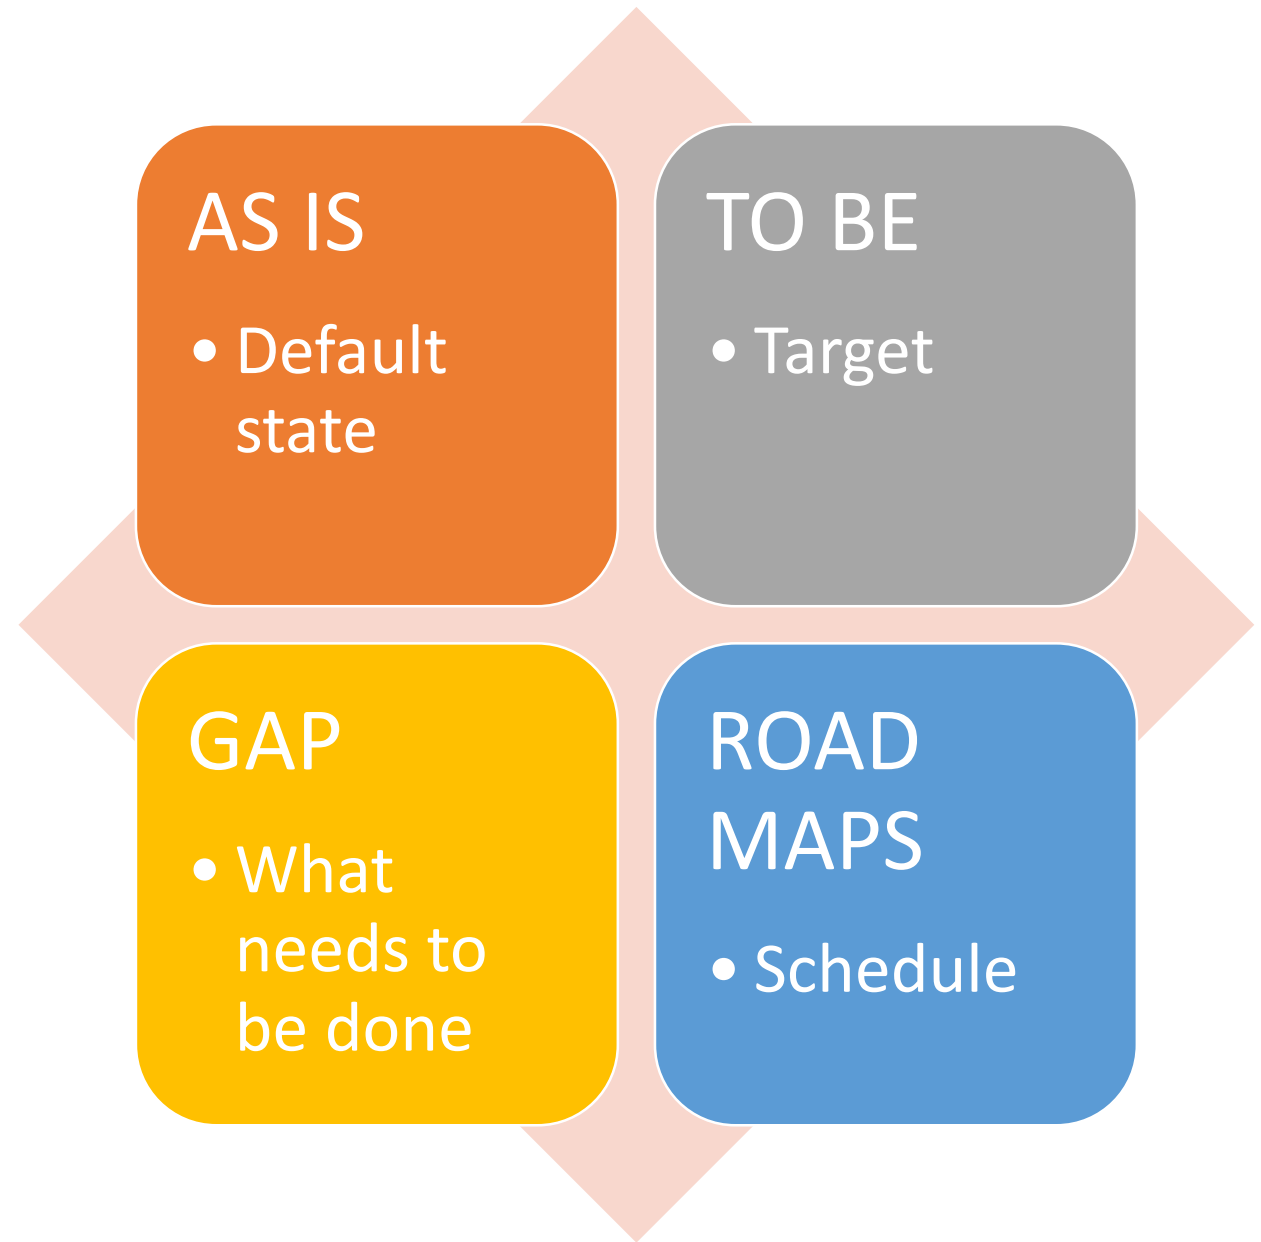 AS IS
• Default
state
TO BE
• Target
GAP
• What
needs to
be done
ROAD
MAPS
• Schedule